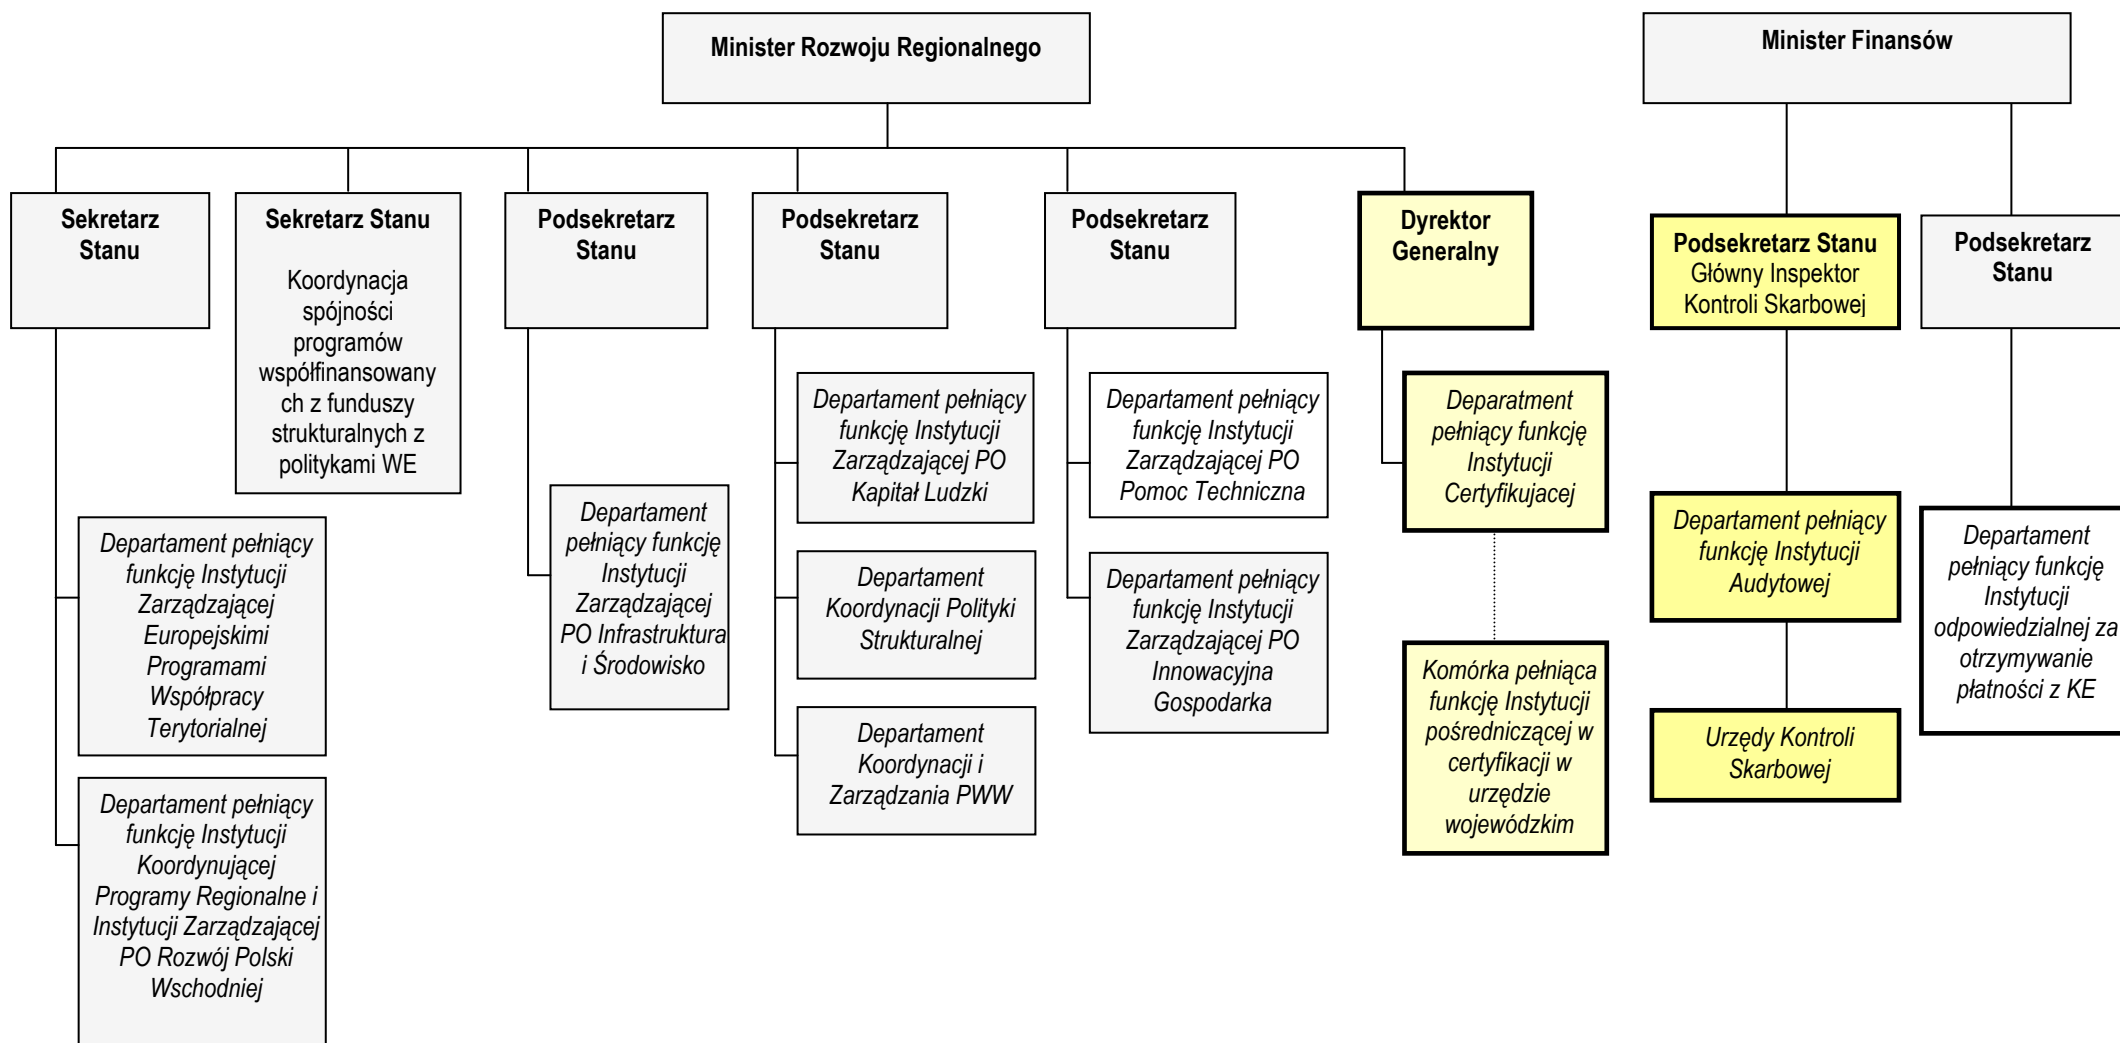 Minister Rozwoju Regionalnego
Minister Finansów
Sekretarz
Stanu
Sekretarz Stanu
Koordynacja
spójności
programów
współfinansowany
ch z funduszy
strukturalnych z
politykami WE
Podsekretarz
Stanu
Podsekretarz
Stanu
Podsekretarz
Stanu
Dyrektor
Generalny
Podsekretarz Stanu
Główny Inspektor
Kontroli Skarbowej
Podsekretarz
Stanu
Departament pełniący
funkcję Instytucji
Zarządzającej
Europejskimi
Programami
Współpracy
Terytorialnej
Departament pełniący
funkcję Instytucji
Koordynującej
Programy Regionalne i
Instytucji Zarządzającej
PO Rozwój Polski
Wschodniej
Departament
pełniący funkcję
Instytucji
Zarządzającej
PO Infrastruktura
i Środowisko
Departament pełniący
funkcję Instytucji
Zarządzającej PO
Kapitał Ludzki
Departament
Koordynacji Polityki
Strukturalnej
Departament
Koordynacji i
Zarządzania PWW
Departament pełniący
funkcję Instytucji
Zarządzającej PO
Pomoc Techniczna
Departament pełniący
funkcję Instytucji
Zarządzającej PO
Innowacyjna
Gospodarka
Deparatment
pełniący funkcję
Instytucji
Certyfikujacej
Komórka pełniąca
funkcję Instytucji
pośredniczącej w
certyfikacji w
urzędzie
wojewódzkim
Departament pełniący
funkcję Instytucji
Audytowej
Urzędy Kontroli
Skarbowej
Departament
pełniący funkcję
Instytucji
odpowiedzialnej za
otrzymywanie
płatności z KE